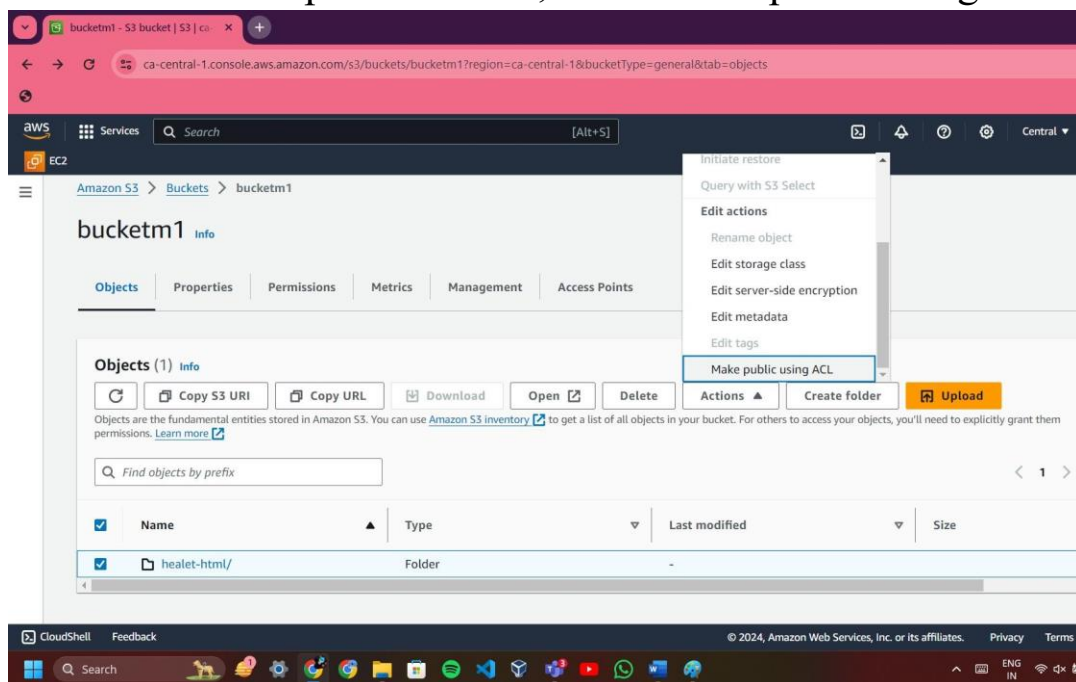 bucketm1 - S3 bucket | S3 | ca-
ca-central-1.console.aws.amazon.com/s3/buckets/bucketm1?region=ca-central-1&bucketType=general&tab=objects
aws Services Search [Alt+S] Central
EC2
Initiate restore
Query with S3 Select
Edit actions
Rename object
Edit storage class
Edit server-side encryption
Edit metadata
Edit tags
Make public using ACL
Amazon S3 > Buckets > bucketm1
bucketm1 Info
Objects Properties Permissions Metrics Management Access Points
Objects (1) Info
Copy S3 URI Copy URL Download Open Delete Actions Create folder Upload
Objects are the fundamental entities stored in Amazon S3. You can use Amazon S3 inventory to get a list of all objects in your bucket. For others to access your objects, you'll need to explicitly grant them
permissions. Learn more
Find objects by prefix
< 1 >
Name Type Last modified Size
healet-html/ Folder -
CloudShell Feedback © 2024, Amazon Web Services, Inc. or its affiliates. Privacy Terms
Search ENG
IN